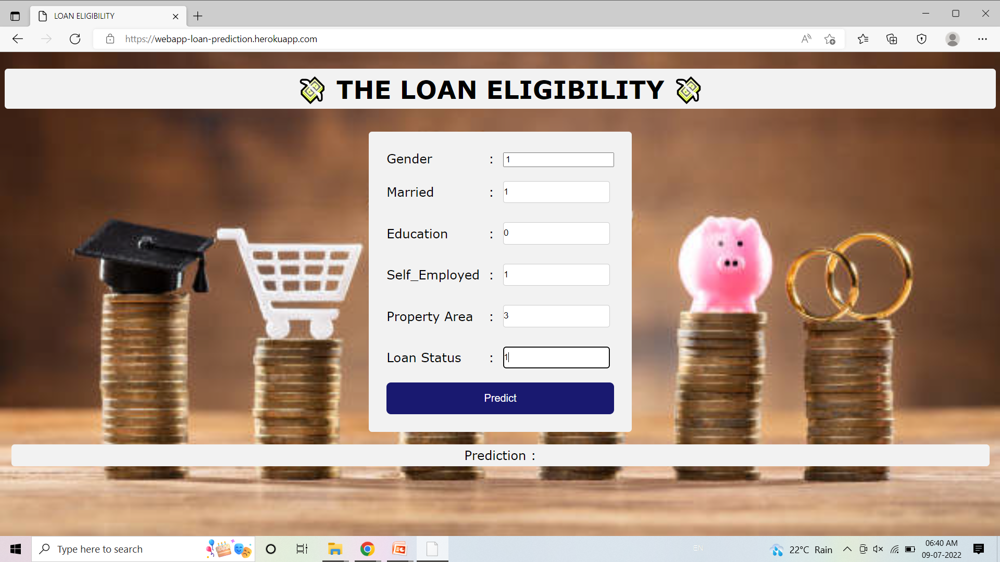 LOAN ELIGIBILITY
https://webapp-loan-prediction.herokuapp.com
THE LOAN ELIGIBILITY
Gender : 1
Married : 1
Education : 0
Self_Employed : 1
Property Area : 3
Loan Status : 1
Predict
Prediction :
Type here to search
EN
22°C Rain
06:40 AM
09-07-2022